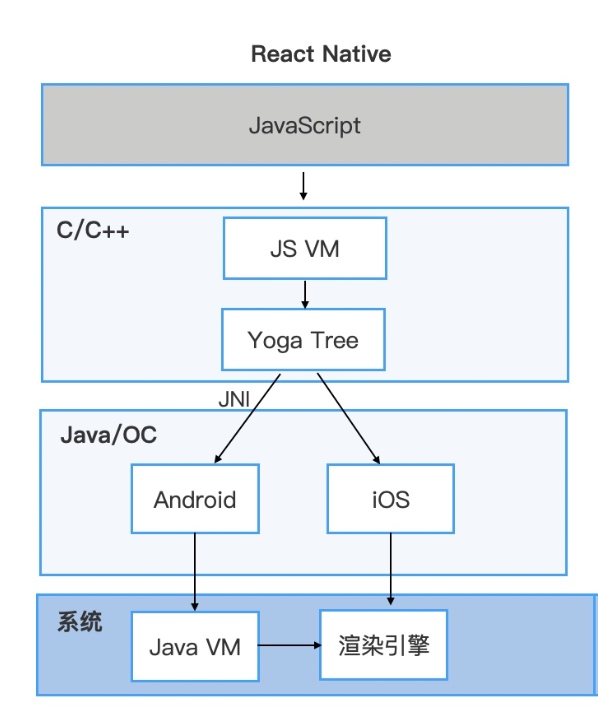 React Native
JavaScript
C/C++
JS VM
Yoga Tree
JNI
Java/OC
Android
iOS
系统
Java VM
渲染引擎